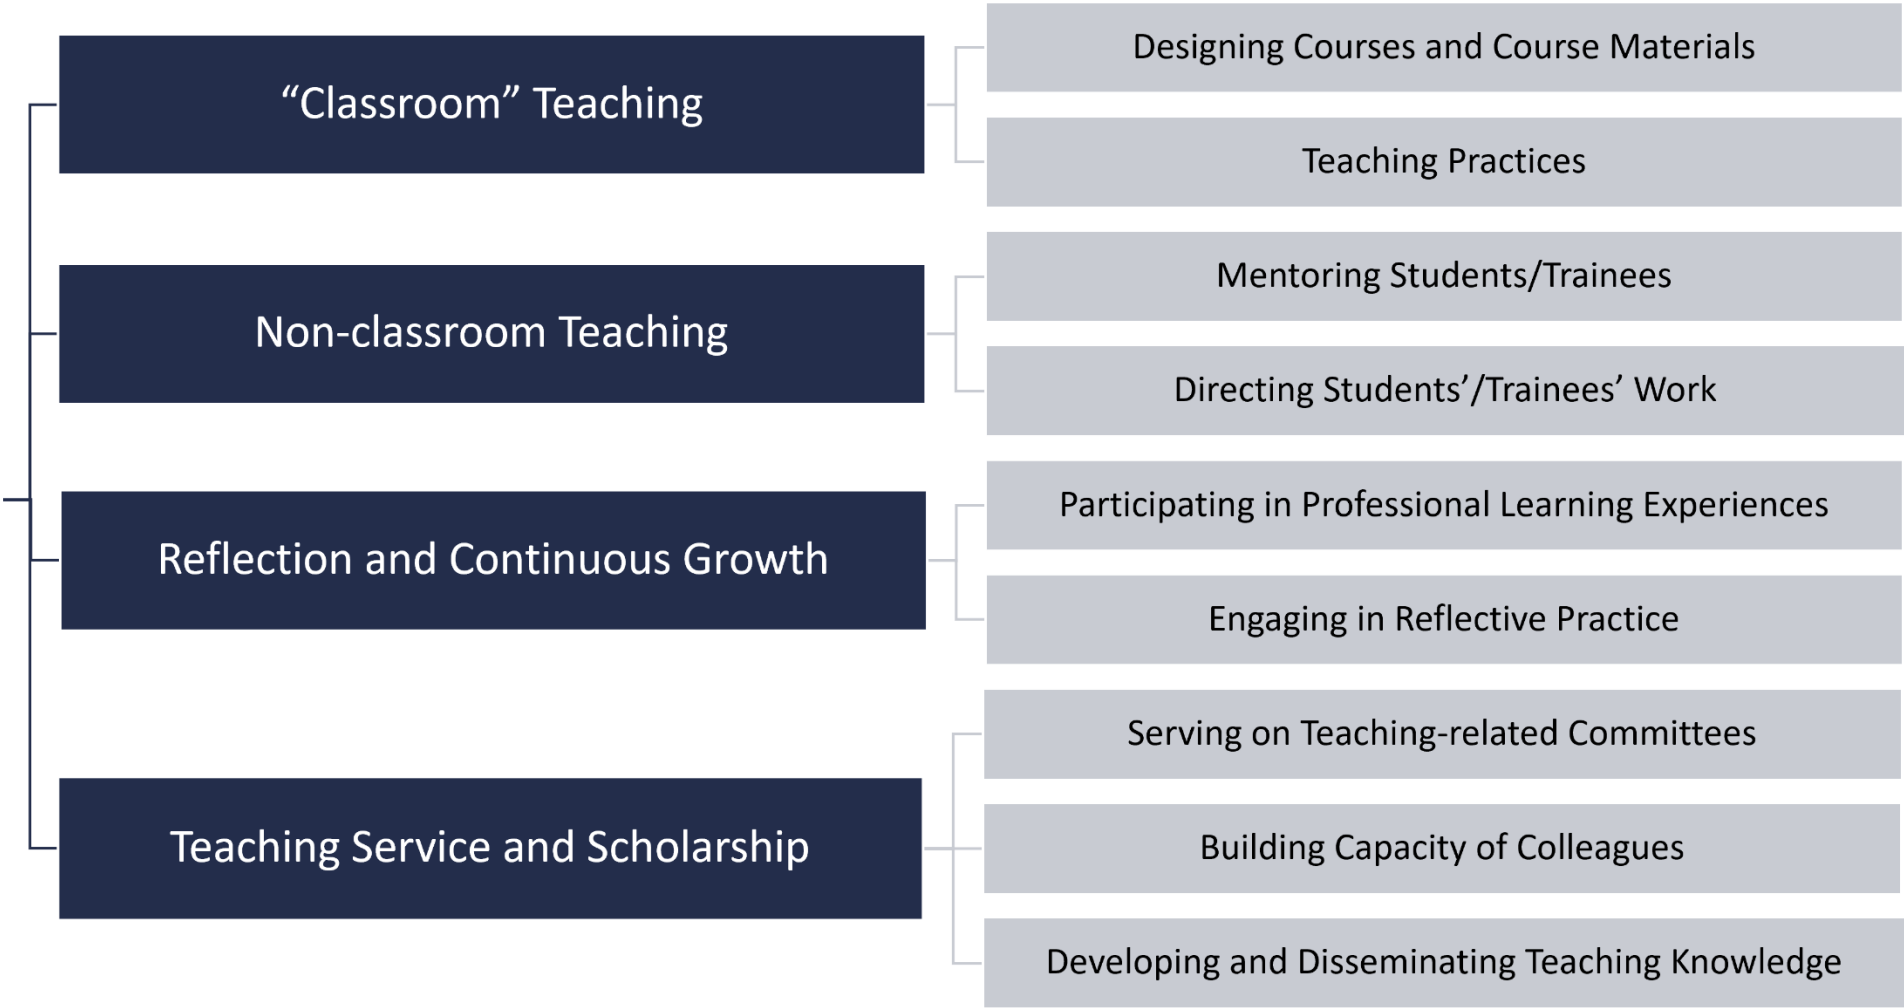 “Classroom” Teaching
Designing Courses and Course Materials
Teaching Practices
Non-classroom Teaching
Mentoring Students/Trainees
Directing Students’/Trainees’ Work
Reflection and Continuous Growth
Participating in Professional Learning Experiences
Engaging in Reflective Practice
Teaching Service and Scholarship
Serving on Teaching-related Committees
Building Capacity of Colleagues
Developing and Disseminating Teaching Knowledge